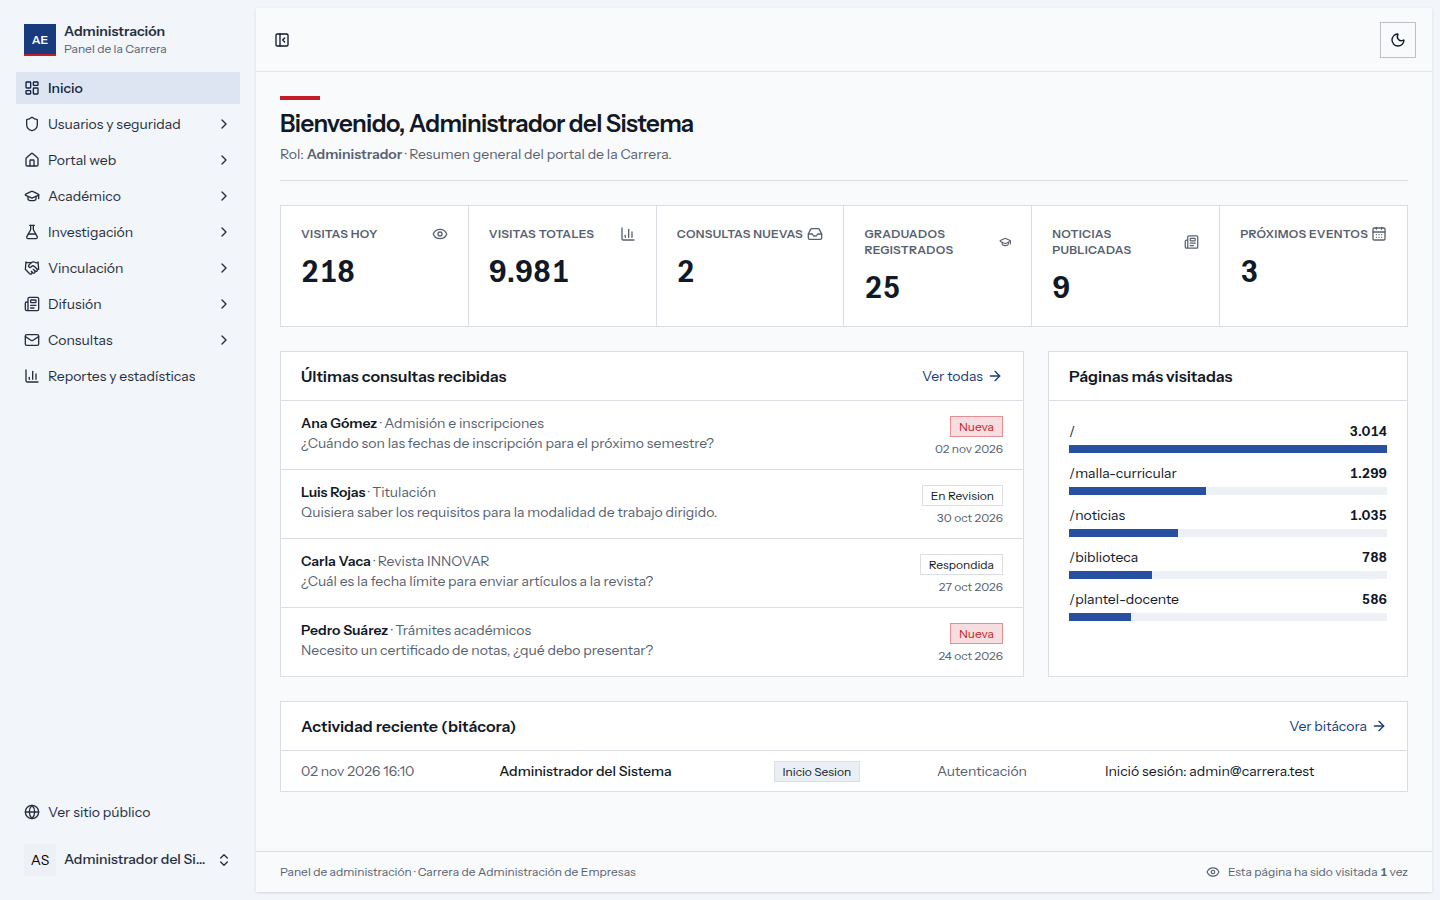 AE
Administración
Panel de la Carrera
Inicio
Usuarios y seguridad
Portal web
Académico
Investigación
Vinculación
Difusión
Consultas
Reportes y estadísticas
Ver sitio público
AS
Administrador del Si...
Bienvenido, Administrador del Sistema
Rol: Administrador · Resumen general del portal de la Carrera.
VISITAS HOY
218
VISITAS TOTALES
9.981
CONSULTAS NUEVAS
2
GRADUADOS
REGISTRADOS
25
NOTICIAS
PUBLICADAS
9
PRÓXIMOS EVENTOS
3
Últimas consultas recibidas
Ver todas
Ana Gómez · Admisión e inscripciones
¿Cuándo son las fechas de inscripción para el próximo semestre?
Nueva
02 nov 2026
Luis Rojas · Titulación
Quisiera saber los requisitos para la modalidad de trabajo dirigido.
En Revision
30 oct 2026
Carla Vaca · Revista INNOVAR
¿Cuál es la fecha límite para enviar artículos a la revista?
Respondida
27 oct 2026
Pedro Suárez · Trámites académicos
Necesito un certificado de notas, ¿qué debo presentar?
Nueva
24 oct 2026
Páginas más visitadas
/ 3.014
/malla-curricular 1.299
/noticias 1.035
/biblioteca 788
/plantel-docente 586
Actividad reciente (bitácora)
Ver bitácora
02 nov 2026 16:10 Administrador del Sistema Inicio Sesion Autenticación Inició sesión: admin@carrera.test
Panel de administración · Carrera de Administración de Empresas
Esta página ha sido visitada 1 vez